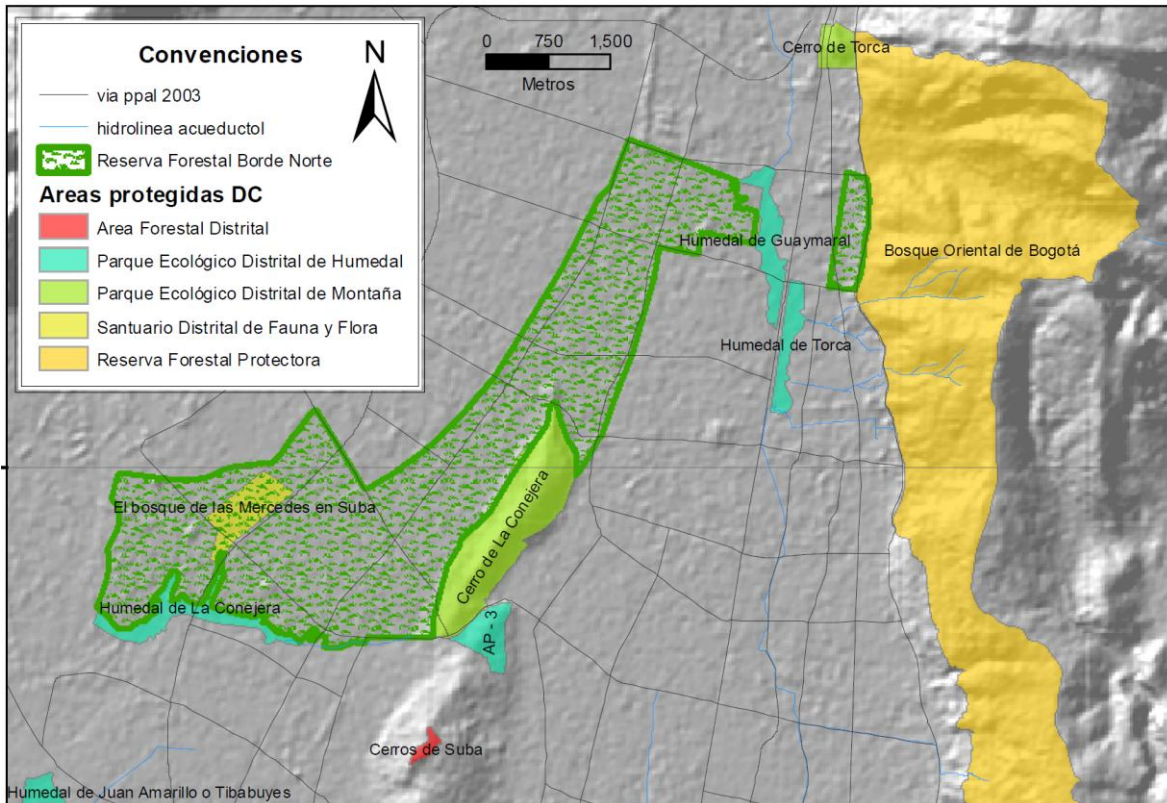 Convenciones
N
via ppal 2003
hidrolinea acueductol
Reserva Forestal Borde Norte
Areas protegidas DC
Area Forestal Distrital
Parque Ecológico Distrital de Humedal
Parque Ecológico Distrital de Montaña
Santuario Distrital de Fauna y Flora
Reserva Forestal Protectora
0 750 1,500
Metros
Cerro de Torca
Humedal de Guaymaral
Bosque Oriental de Bogotá
Humedal de Torca
El bosque de las Mercedes en Suba
Cerro de La Conejera
Humedal de La Conejera
AP - 3
Cerros de Suba
Humedal de Juan Amarillo o Tibabuyes